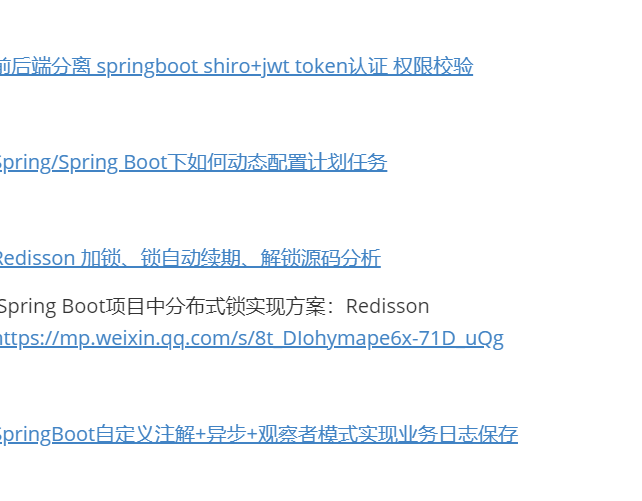 前后端分离 springboot shiro+jwt token认证 权限校验
Spring/Spring Boot下如何动态配置计划任务
Redisson 加锁、锁自动续期、解锁源码分析
Spring Boot项目中分布式锁实现方案：Redisson
https://mp.weixin.qq.com/s/8t_DIohymape6x-71D_uQg
SpringBoot自定义注解+异步+观察者模式实现业务日志保存